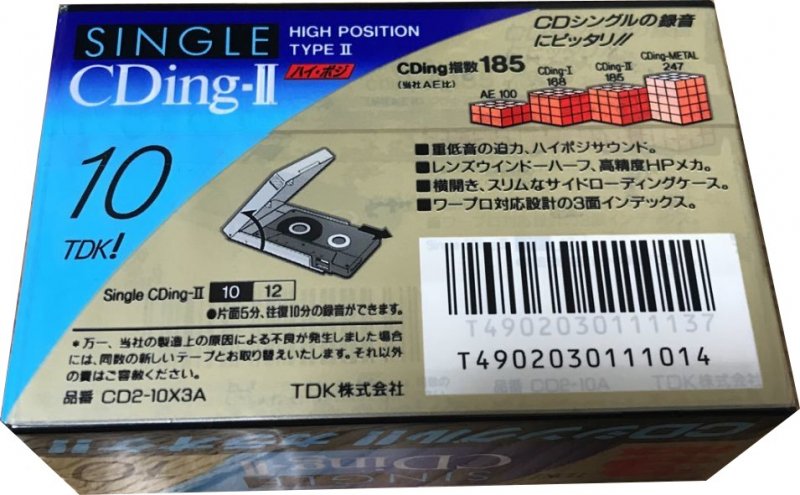 SINGLE
CDing-II
HIGH POSITION
TYPE II
ハイ・ポジ
CDシングルの録音
にピッタリ!!
CDing指数185
(当社AE比)
AE 100
CDing-I
188
CDing-II
185
CDing-METAL
247
10
TDK!
■重低音の迫力、ハイポジサウンド。
■レンズウインドーハーフ、高精度HPメカ。
■横開き、スリムなサイドローディングケース。
■ワープロ対応設計の3面インデックス。
Single CDing-II 10 12
●片面5分、往復10分の録音ができます。
*万一、当社の製造上の原因による不良が発生しました場合
には、同数の新しいテープとお取り替えいたします。それ以外
の責はご容赦ください。
品番 CD2-10X3A
TDK株式会社
T4902030111137
T4902030111014
CD2-10A
TDK株式会社
CDing-II
SINGLE
10